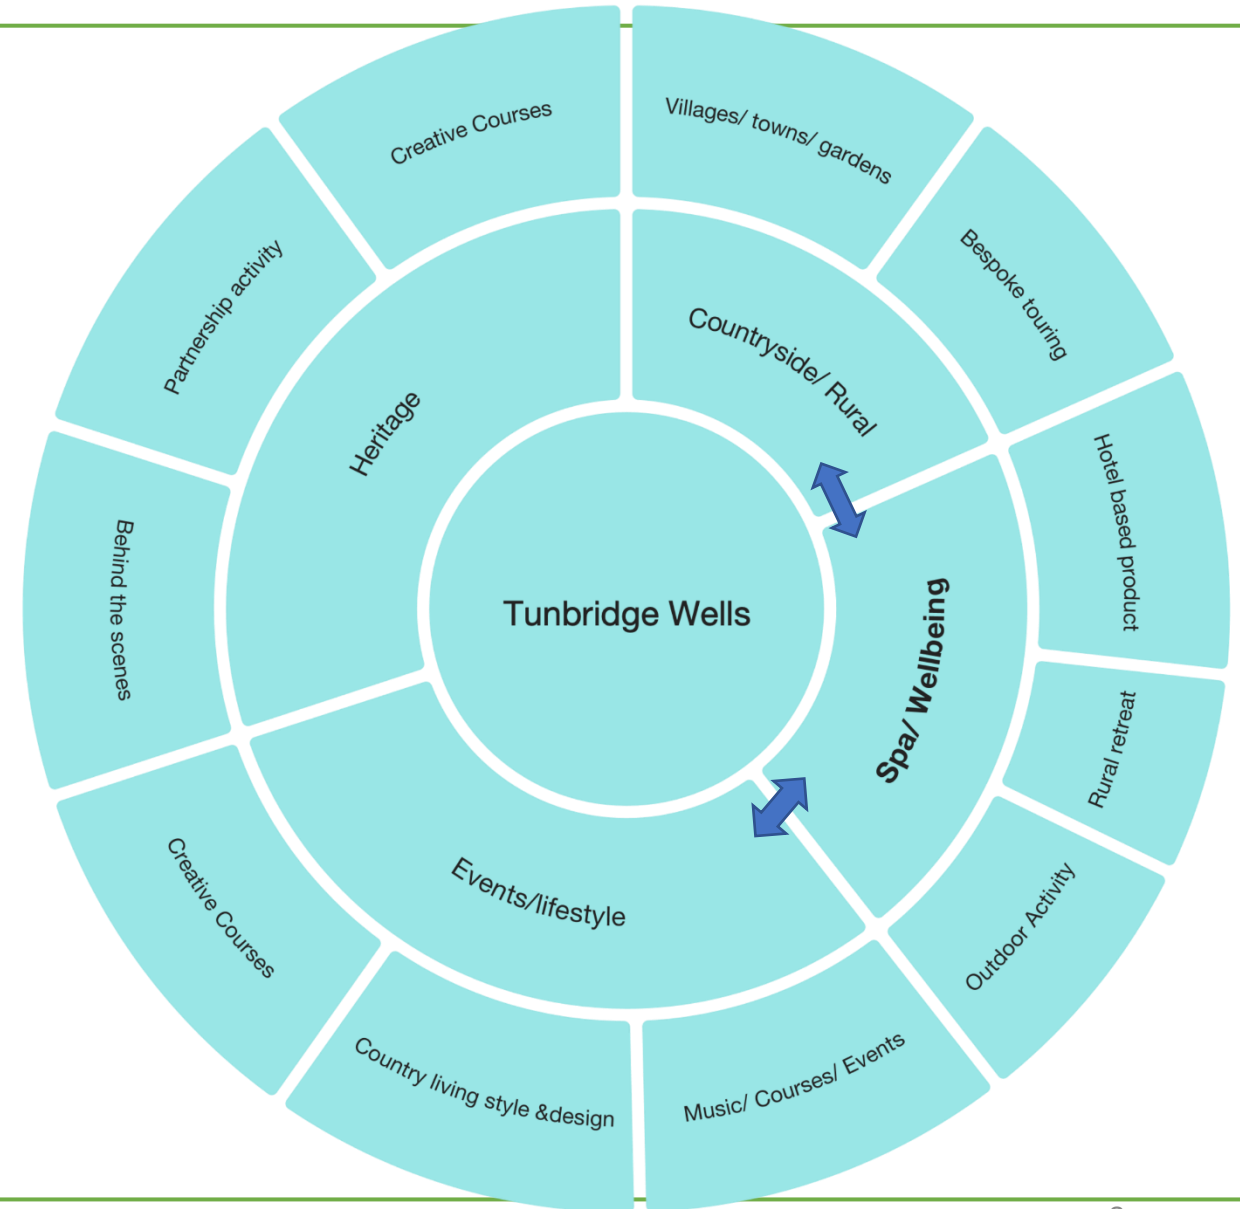 Creative Courses
Villages/ towns/ gardens
Partnership activity
Bespoke touring
Heritage
Countryside/ Rural
Behind the scenes
Tunbridge Wells
Spa/ Wellbeing
Hotel based product
Rural retreat
Outdoor Activity
Events/lifestyle
Creative Courses
Country living style &design
Music/ Courses/ Events